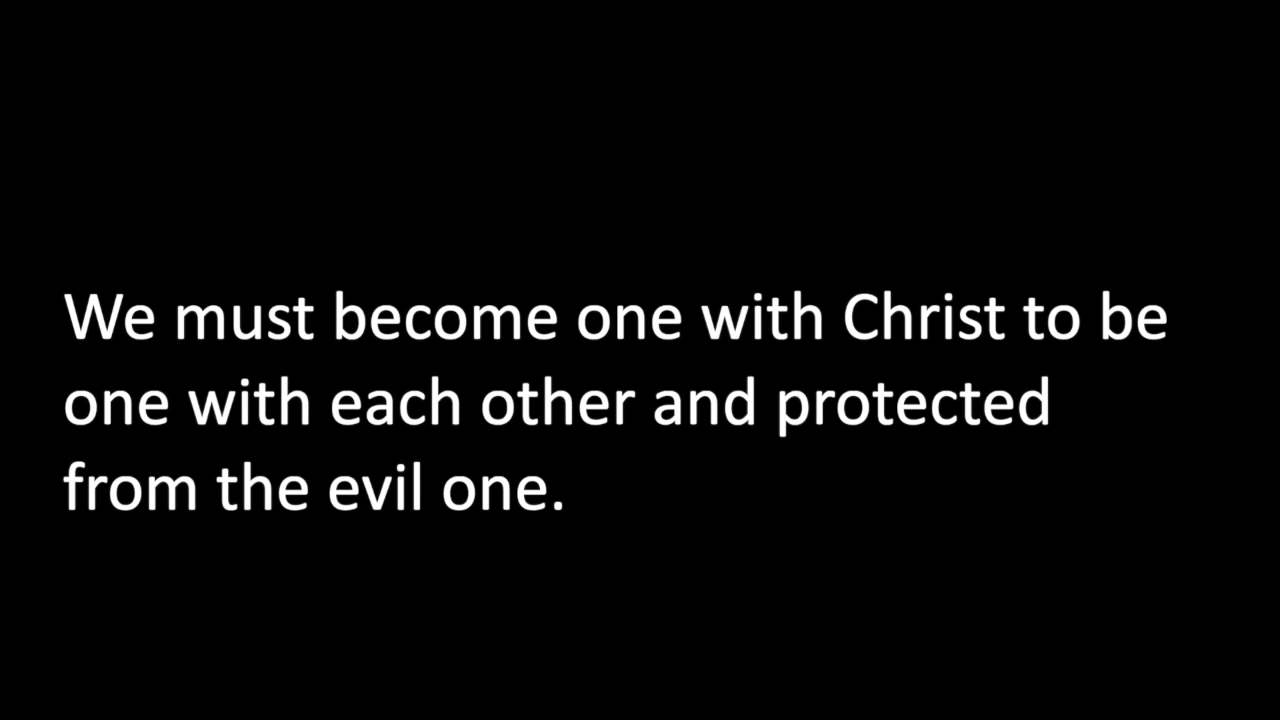 We must become one with Christ to be
one with each other and protected
from the evil one.